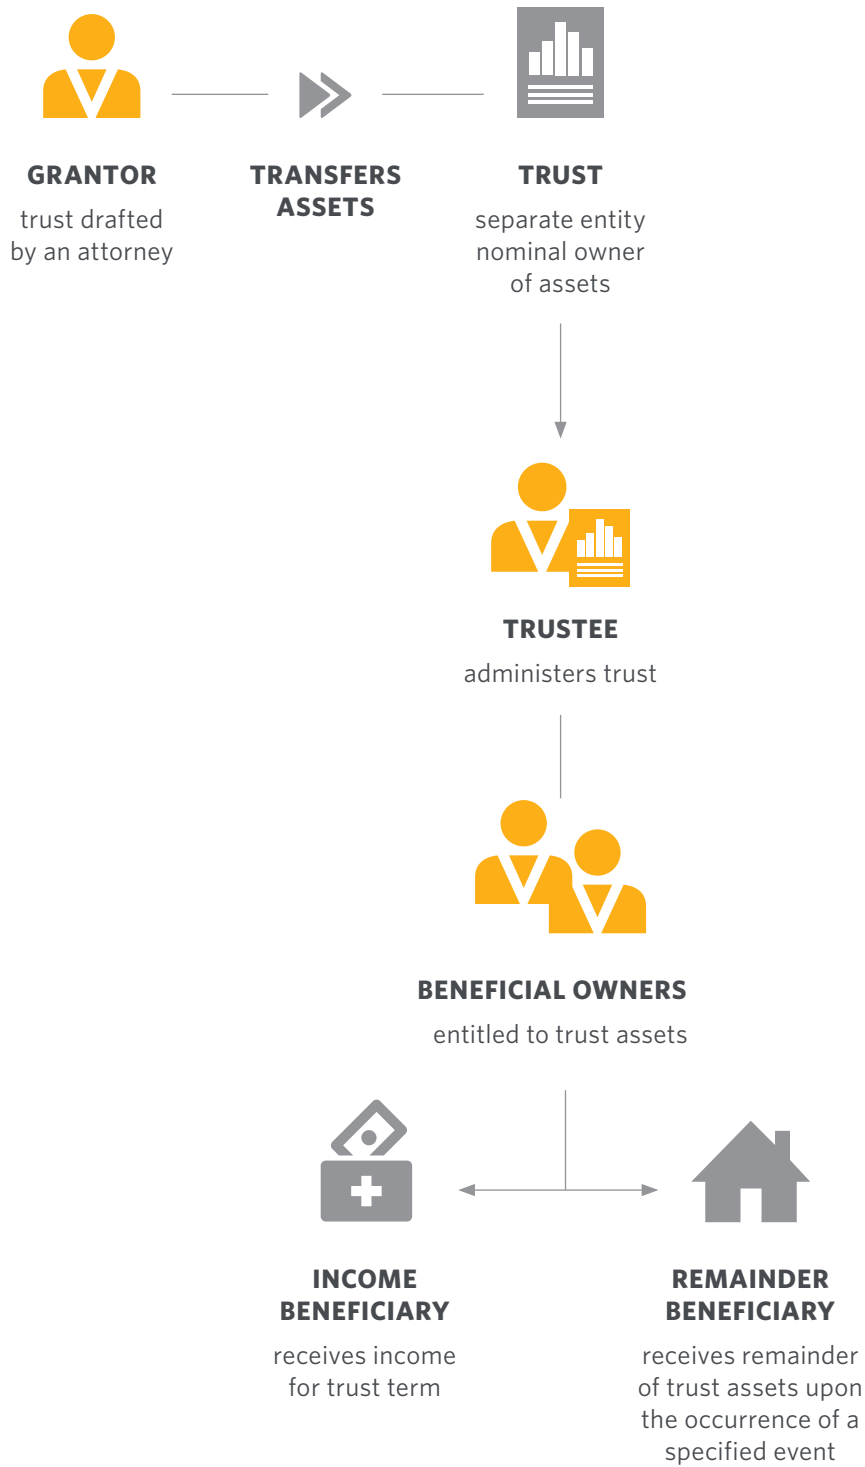 GRANTOR
trust drafted
by an attorney
TRANSFERS
ASSETS
TRUST
separate entity
nominal owner
of assets
TRUSTEE
administers trust
BENEFICIAL OWNERS
entitled to trust assets
INCOME
BENEFICIARY
receives income
for trust term
REMAINDER
BENEFICIARY
receives remainder
of trust assets upon
the occurrence of a
specified event